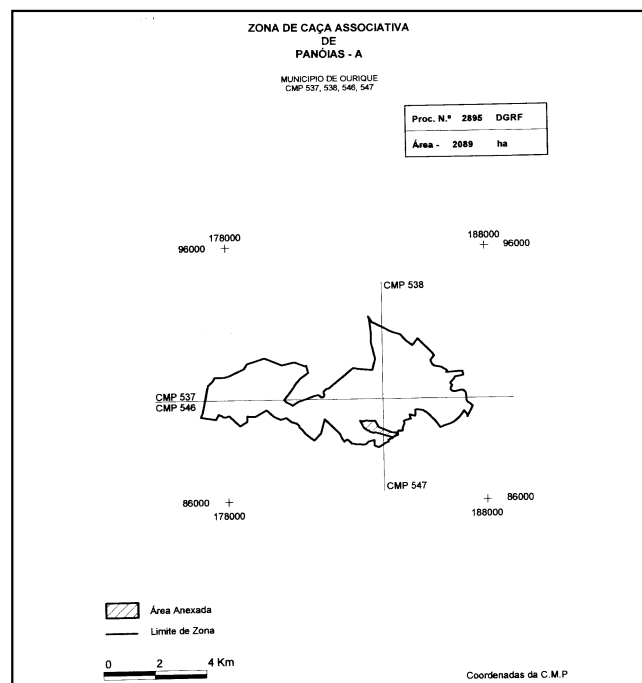 ZONA DE CAÇA ASSOCIATIVA
DE
PANÓIAS - A
MUNICIPIO DE OURIQUE
CMP 537, 538, 546, 547
Proc. N.º 2895 DGRF
Área - 2089 ha
178000
96000
188000
96000
CMP 538
CMP 537
CMP 546
CMP 547
86000
178000
86000
188000
Área Anexada
Limite de Zona
0 2 4 Km
Coordenadas da C.M.P